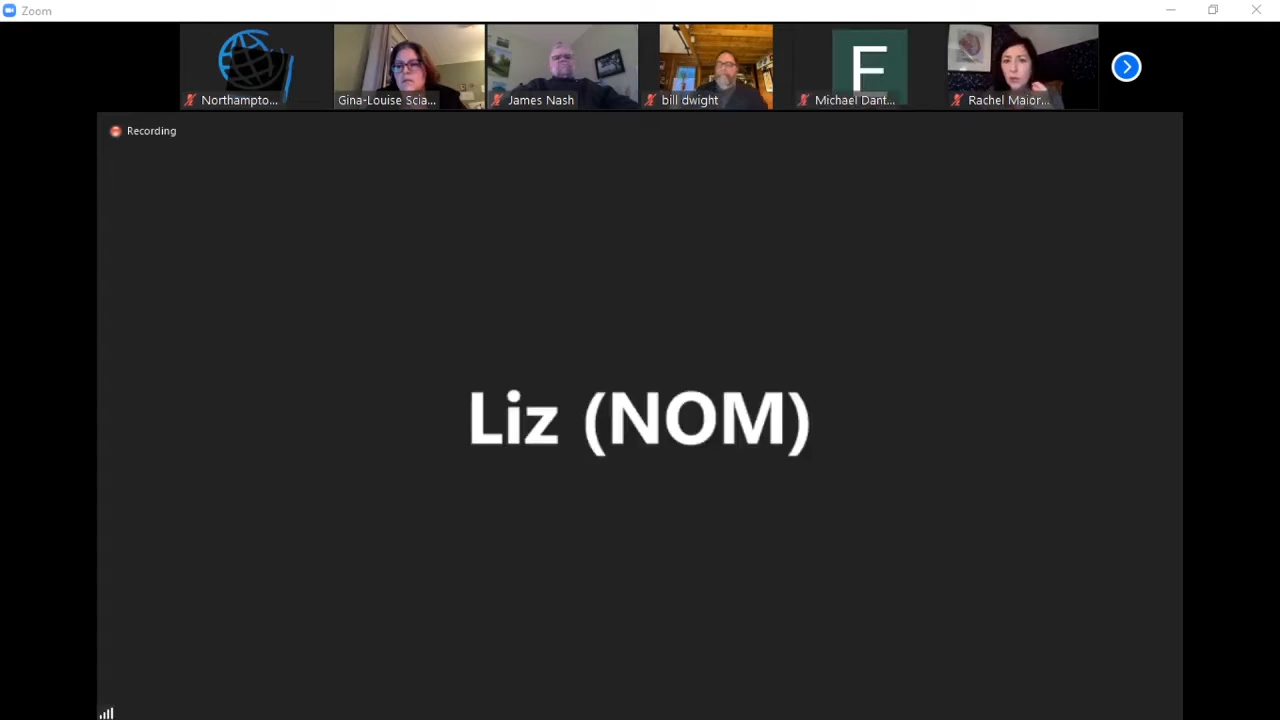 Zoom
Northampto...
Gina-Louise Scia...
James Nash
bill dwight
F
Michael Dant...
Rachel Maior...
Recording
Liz (NOM)